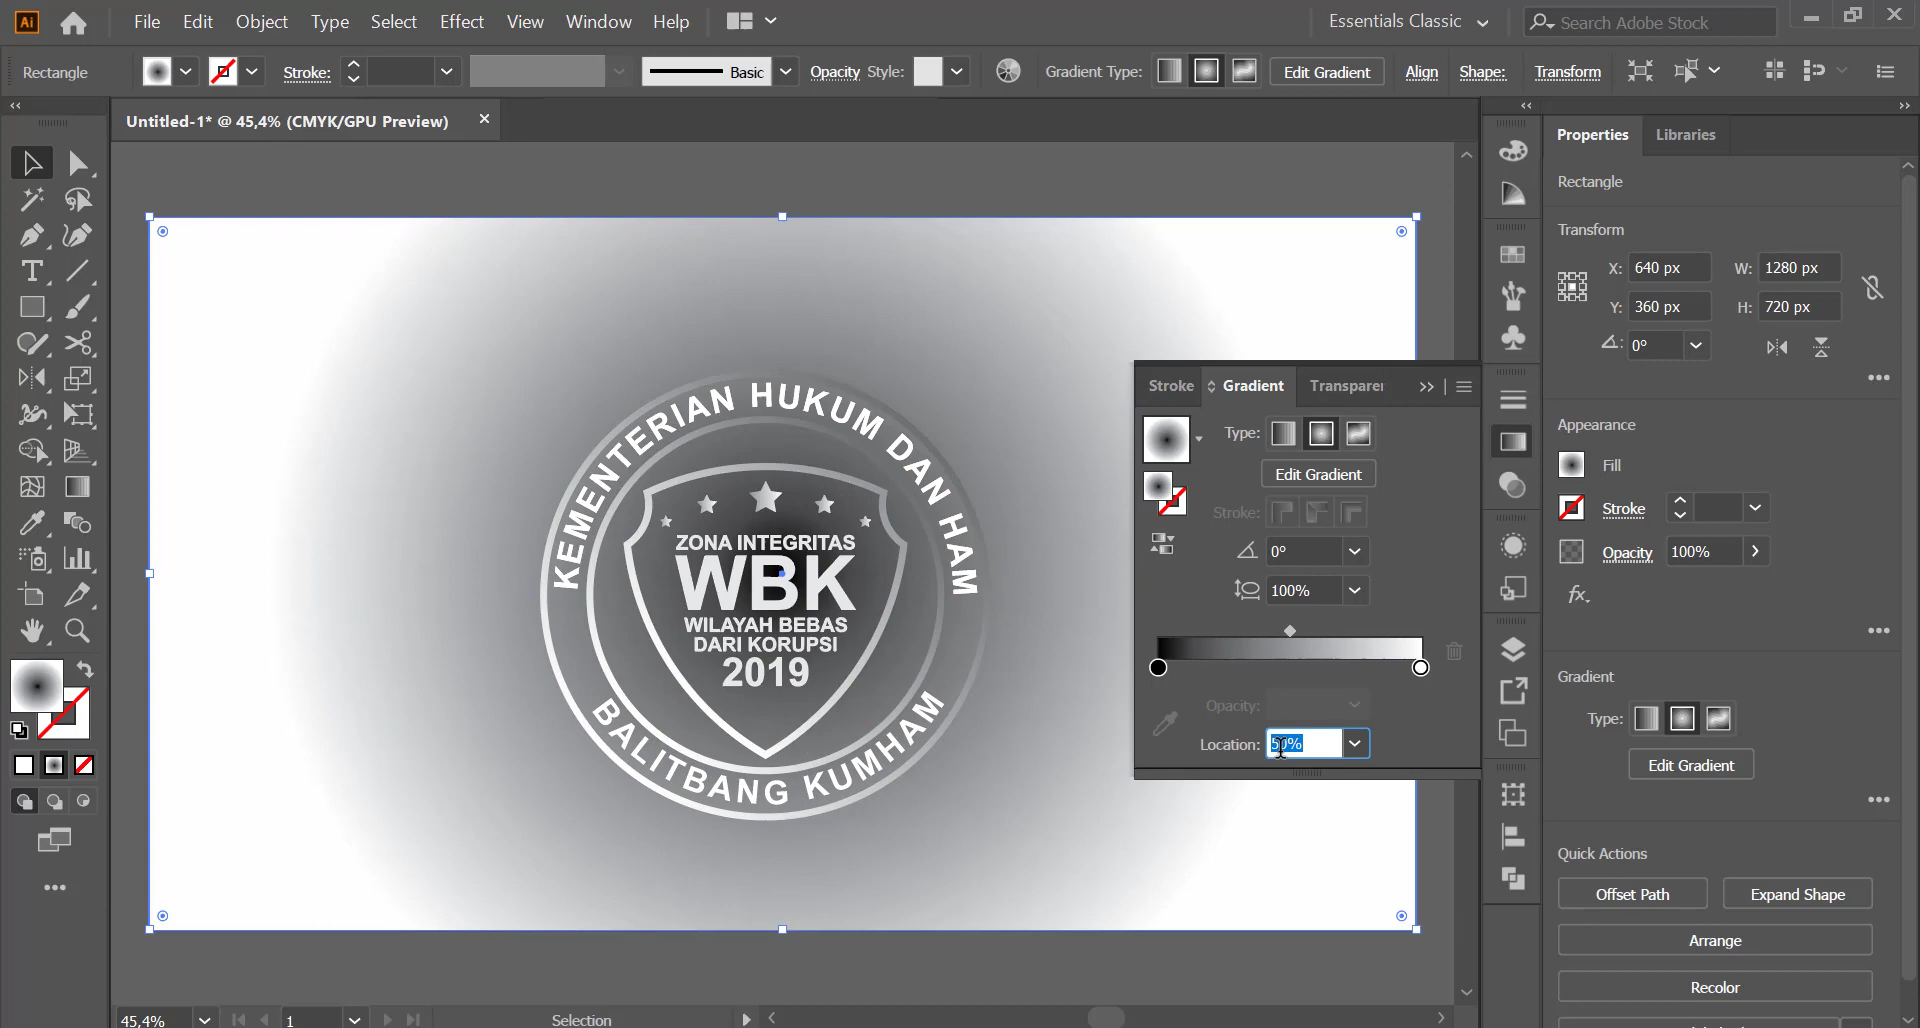 Ai File Edit Object Type Select Effect View Window Help Essentials Classic Search Adobe Stock
Rectangle Stroke: Basic Opacity Style: Gradient Type: Edit Gradient Align Shape: Transform
Untitled-1* @ 45,4% (CMYK/GPU Preview)
Properties Libraries
Rectangle
Transform
X: 640 px W: 1280 px
Y: 360 px H: 720 px
0°
Appearance
Fill
Stroke
Opacity 100%
fx
Gradient
Type:
Edit Gradient
Quick Actions
Offset Path Expand Shape
Arrange
Recolor
Stroke Gradient Transparen
Type:
Edit Gradient
Stroke:
0°
100%
Opacity:
Location: 50%
KEMENTERIAN HUKUM DAN HAM
ZONA INTEGRITAS
WBK
WILAYAH BEBAS
DARI KORUPSI
2019
BALITBANG KUMHAM
45,4% 1 Selection